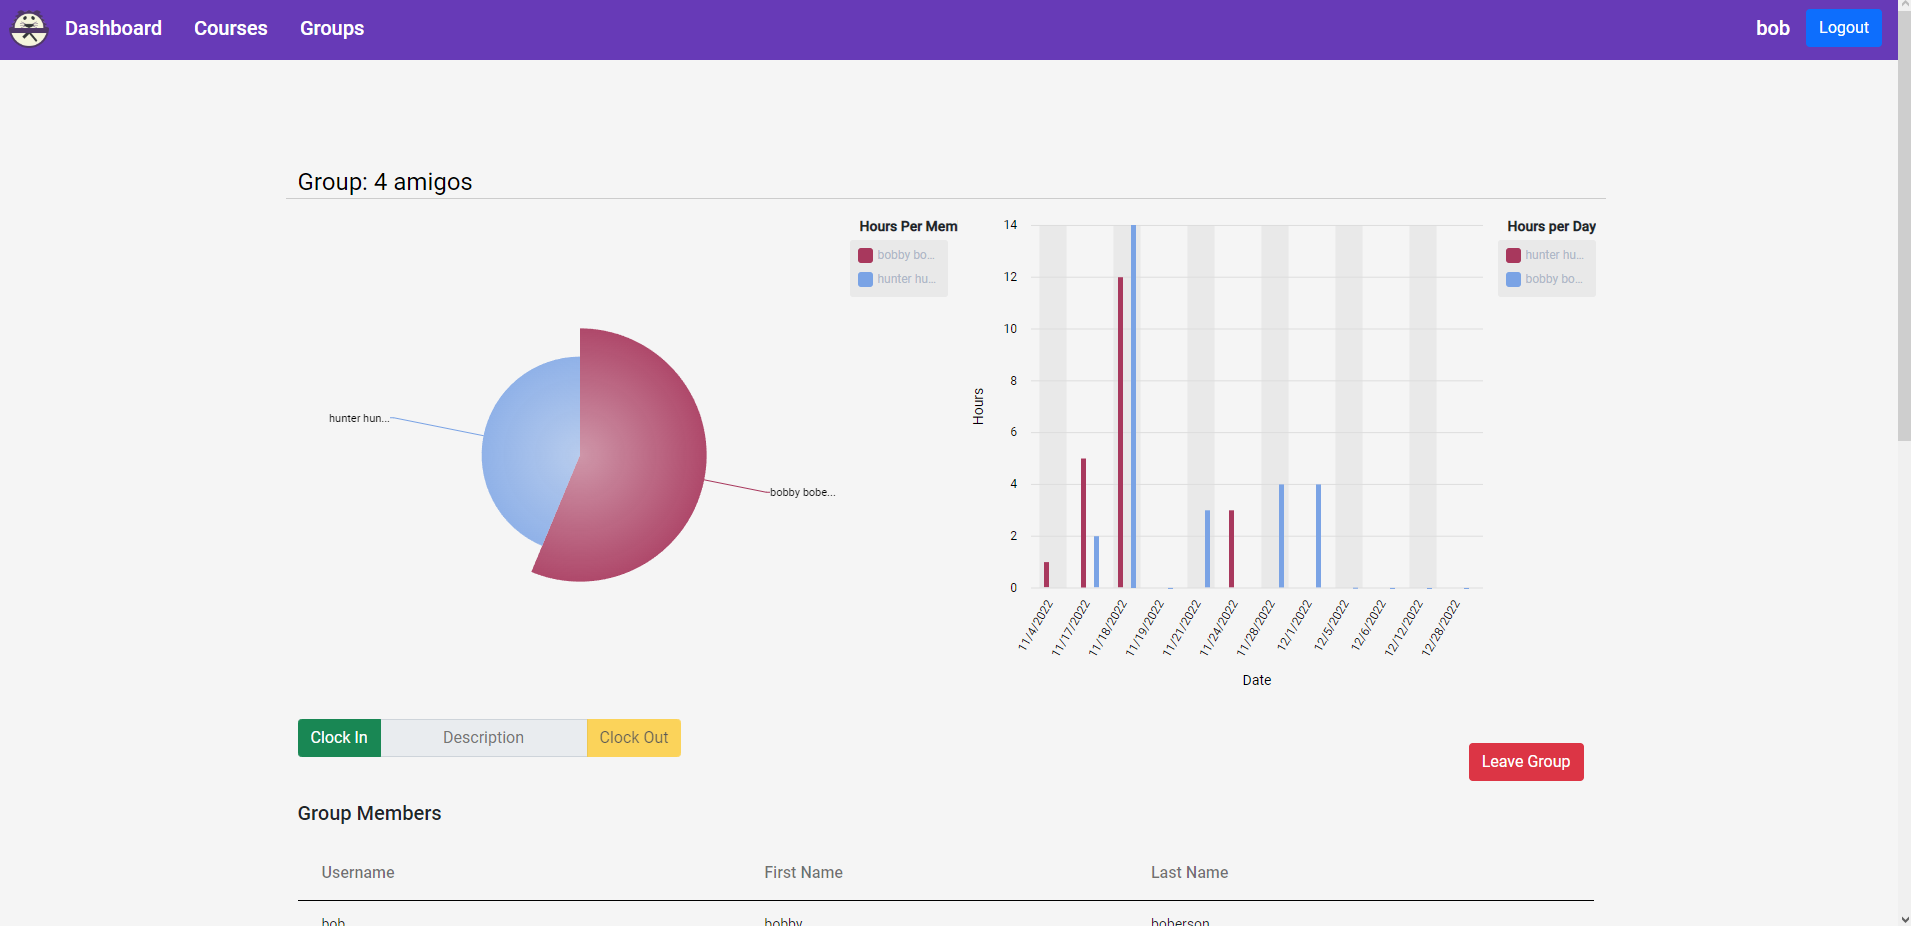 Dashboard Courses Groups bob Logout
Group: 4 amigos
Hours Per Mem
bobby bo...
hunter hu...
hunter hun...
bobby bobe...
Hours per Day
hunter hu...
bobby bo...
14
12
10
8
6
4
2
0
Hours
11/4/2022
11/17/2022
11/18/2022
11/19/2022
11/21/2022
11/24/2022
11/28/2022
12/1/2022
12/5/2022
12/6/2022
12/12/2022
12/28/2022
Date
Clock In Description Clock Out
Leave Group
Group Members
Username First Name Last Name
bob bobby boberson